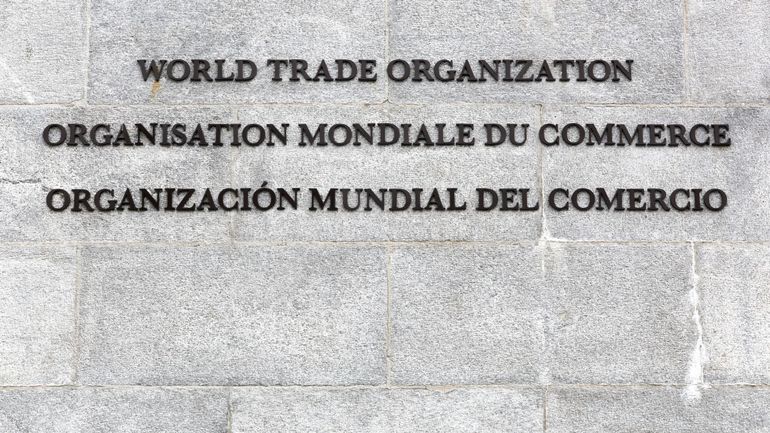 WORLD TRADE ORGANIZATION
ORGANISATION MONDIALE DU COMMERCE
ORGANIZACIÓN MUNDIAL DEL COMERCIO